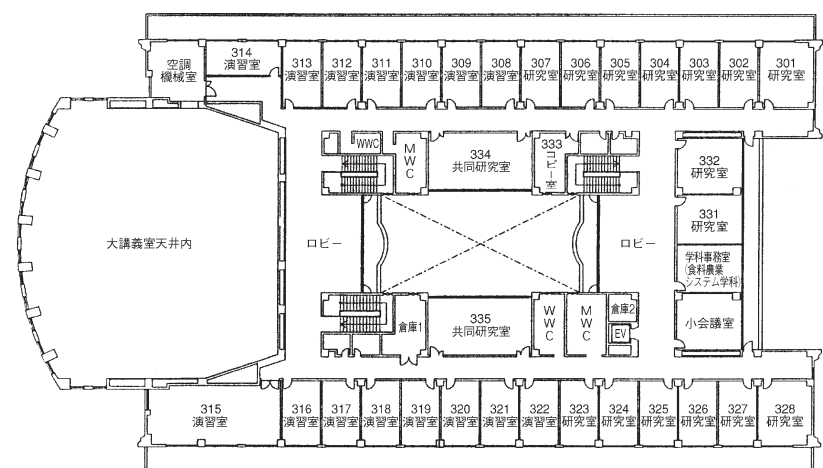 空調
機械室
314
演習室
313
演習室
312
演習室
311
演習室
310
演習室
309
演習室
308
演習室
307
研究室
306
研究室
305
研究室
304
研究室
303
研究室
302
研究室
301
研究室
WWC
MWC
334
共同研究室
333
コピー室
332
研究室
大講義室天井内
ロビー
ロビー
331
研究室
学科事務室
(食料農業
システム学科)
倉庫1
335
共同研究室
WWC
MWC
倉庫2
EV
小会議室
315
演習室
316
演習室
317
演習室
318
演習室
319
演習室
320
演習室
321
演習室
322
演習室
323
研究室
324
研究室
325
研究室
326
研究室
327
研究室
328
研究室